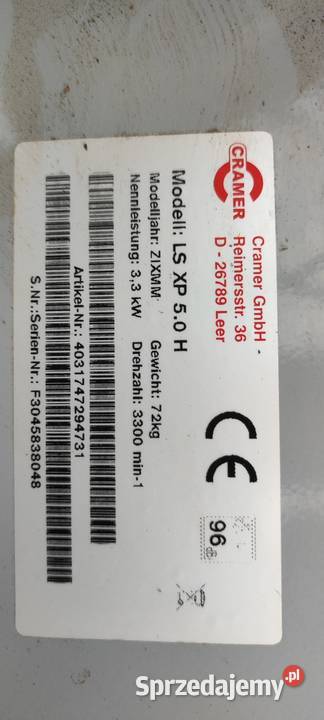 CRAMER
Cramer GmbH -
Reimersstr. 36
D - 26789 Leer
Modell: LS XP 5.0 H
Modelljahr: ZIXMM Gewicht: 72kg
Nennleistung: 3,3 kW Drehzahl: 3300 min-1
Artikel-Nr.: 4031747294731
S.Nr.:Serien-Nr.: F3045838048
CE
96
dB
Sprzedajemy.pl